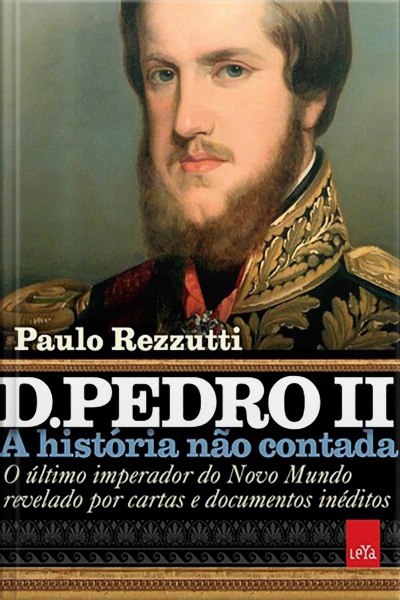 Paulo Rezzutti
D.PEDRO II
A história não contada
O último imperador do Novo Mundo
revelado por cartas e documentos inéditos
LeYa